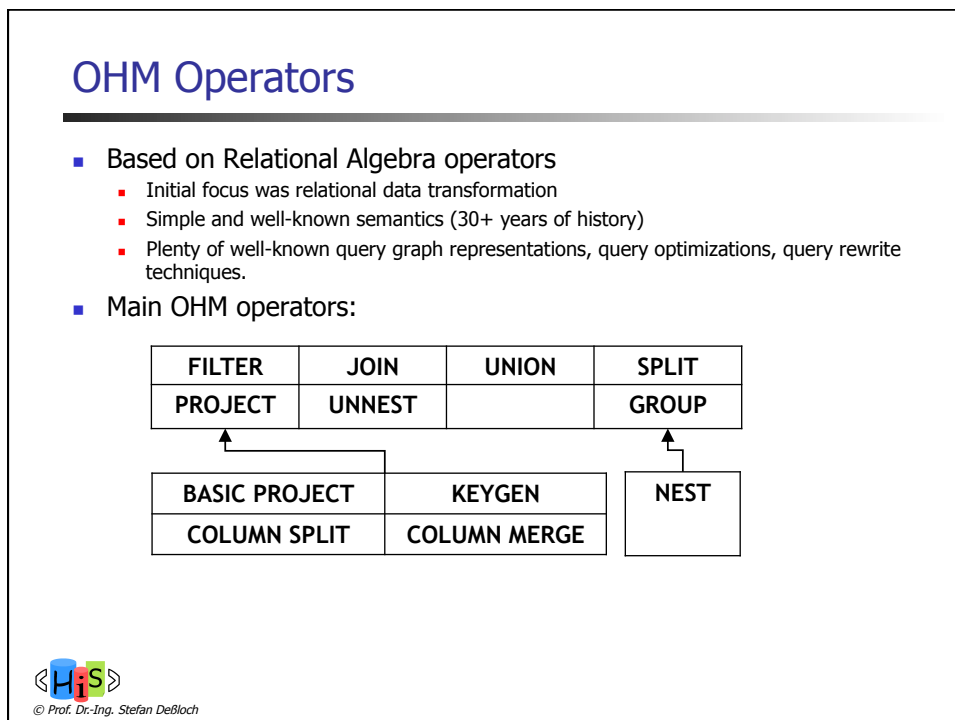 OHM Operators
Based on Relational Algebra operators
Initial focus was relational data transformation
Simple and well-known semantics (30+ years of history)
Plenty of well-known query graph representations, query optimizations, query rewrite
techniques.
Main OHM operators:
FILTER JOIN UNION SPLIT
PROJECT UNNEST GROUP
BASIC PROJECT KEYGEN NEST
COLUMN SPLIT COLUMN MERGE
HiS
© Prof. Dr.-Ing. Stefan Deßloch